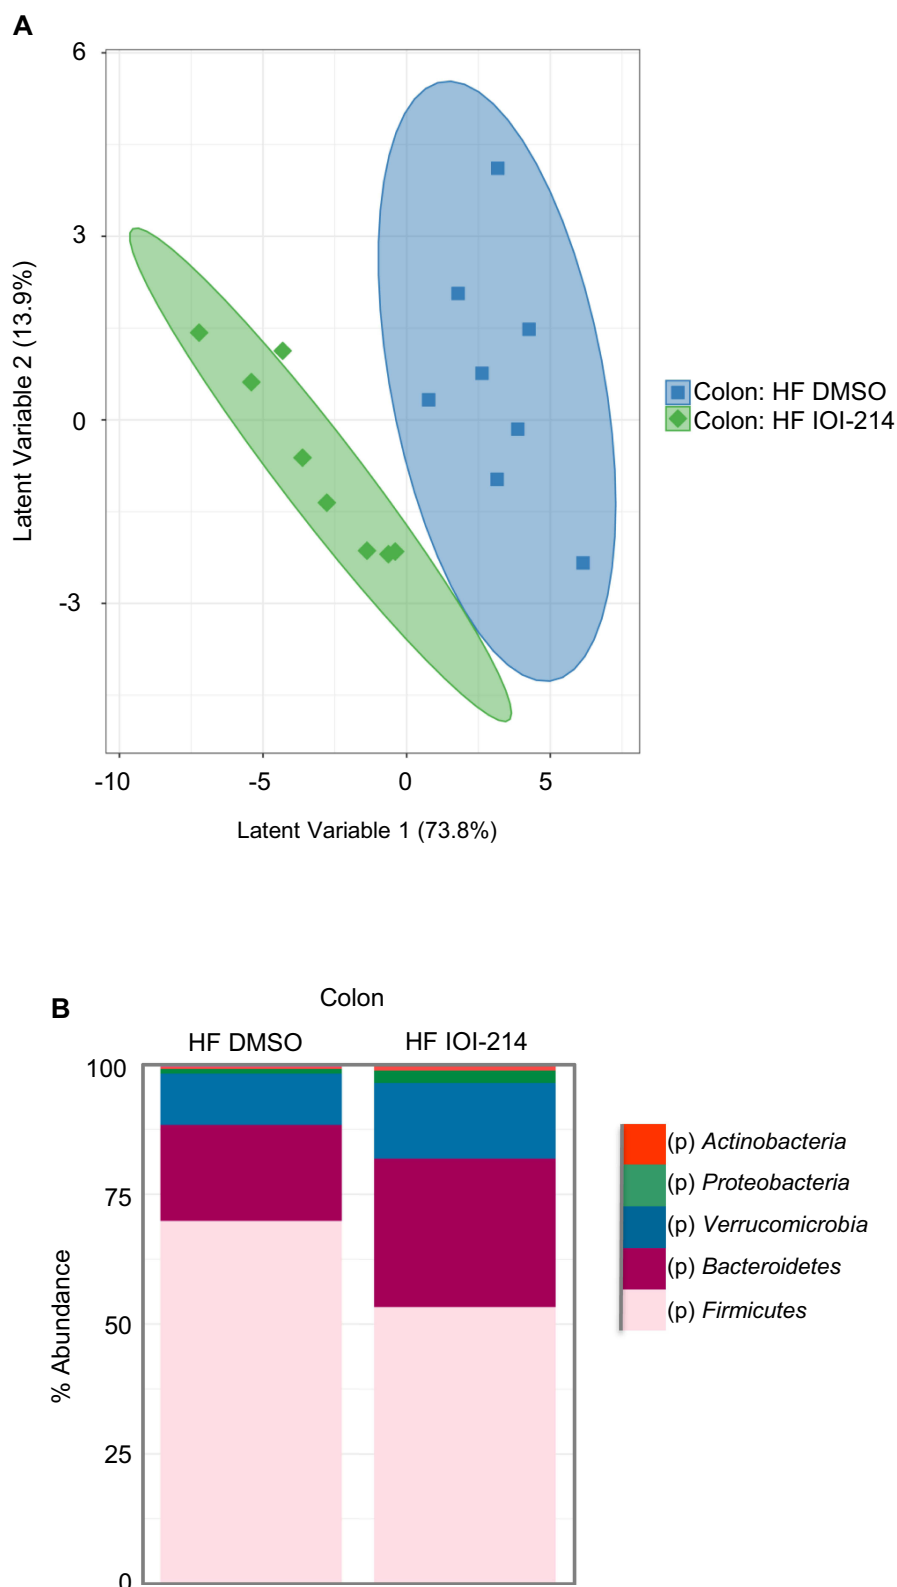 A
6
3
0
-3
Latent Variable 2 (13.9%)
-10
-5
0
5
Latent Variable 1 (73.8%)
Colon: HF DMSO
Colon: HF IOI-214
B
Colon
HF DMSO
HF IOI-214
100
75
50
25
0
% Abundance
(p) Actinobacteria
(p) Proteobacteria
(p) Verrucomicrobia
(p) Bacteroidetes
(p) Firmicutes